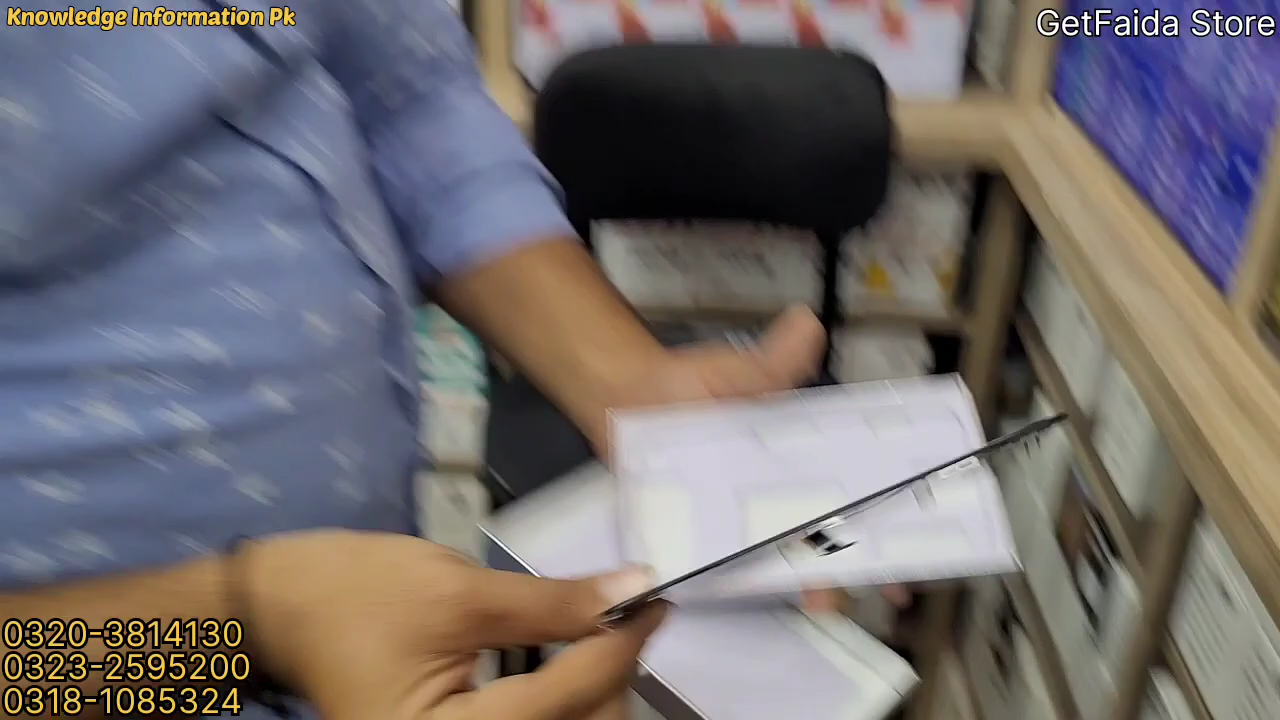 Knowledge Information Pk
GetFaida Store
0320-3814130
0323-2595200
0318-1085324